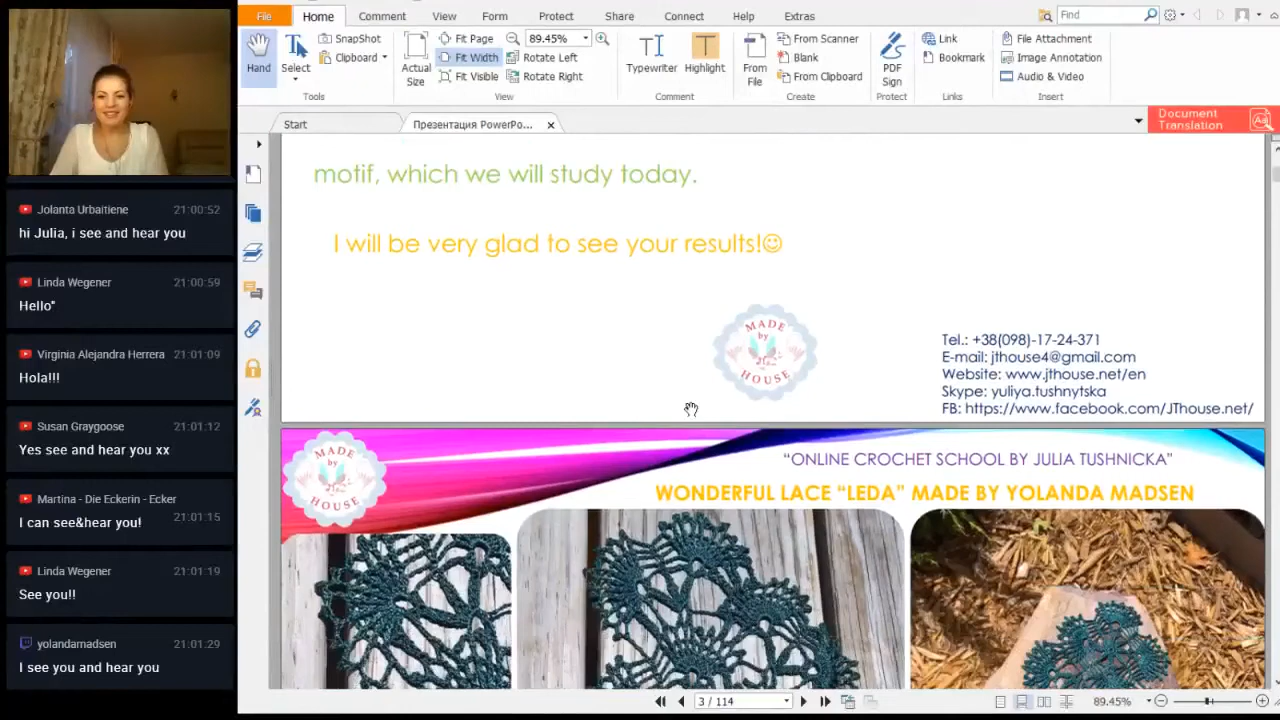 File
Home
Comment
View
Form
Protect
Share
Connect
Help
Extras
Find
Hand
Select
SnapShot
Clipboard
Tools
Actual
Size
Fit Page
Fit Width
Fit Visible
89.45%
Rotate Left
Rotate Right
View
Typewriter
Highlight
Comment
From
File
From Scanner
Blank
From Clipboard
Create
PDF
Sign
Protect
Link
Bookmark
Links
File Attachment
Image Annotation
Audio & Video
Insert
Start
Презентация PowerPo...
Document
Translation
Jolanta Urbaitiene 21:00:52
hi Julia, i see and hear you
Linda Wegener 21:00:59
Hello"
Virginia Alejandra Herrera 21:01:09
Hola!!!
Susan Graygoose 21:01:12
Yes see and hear you xx
Martina - Die Eckerin - Ecker
21:01:15
I can see&hear you!
Linda Wegener 21:01:19
See you!!
yolandamadsen 21:01:29
I see you and hear you
motif, which we will study today.
I will be very glad to see your results!☺
MADE
by
HOUSE
Tel.: +38(098)-17-24-371
E-mail: jthouse4@gmail.com
Website: www.jthouse.net/en
Skype: yuliya.tushnytska
FB: https://www.facebook.com/JThouse.net/
MADE
by
HOUSE
“ONLINE CROCHET SCHOOL BY JULIA TUSHNICKA”
WONDERFUL LACE “LEDA” MADE BY YOLANDA MADSEN
3 / 114
89.45%